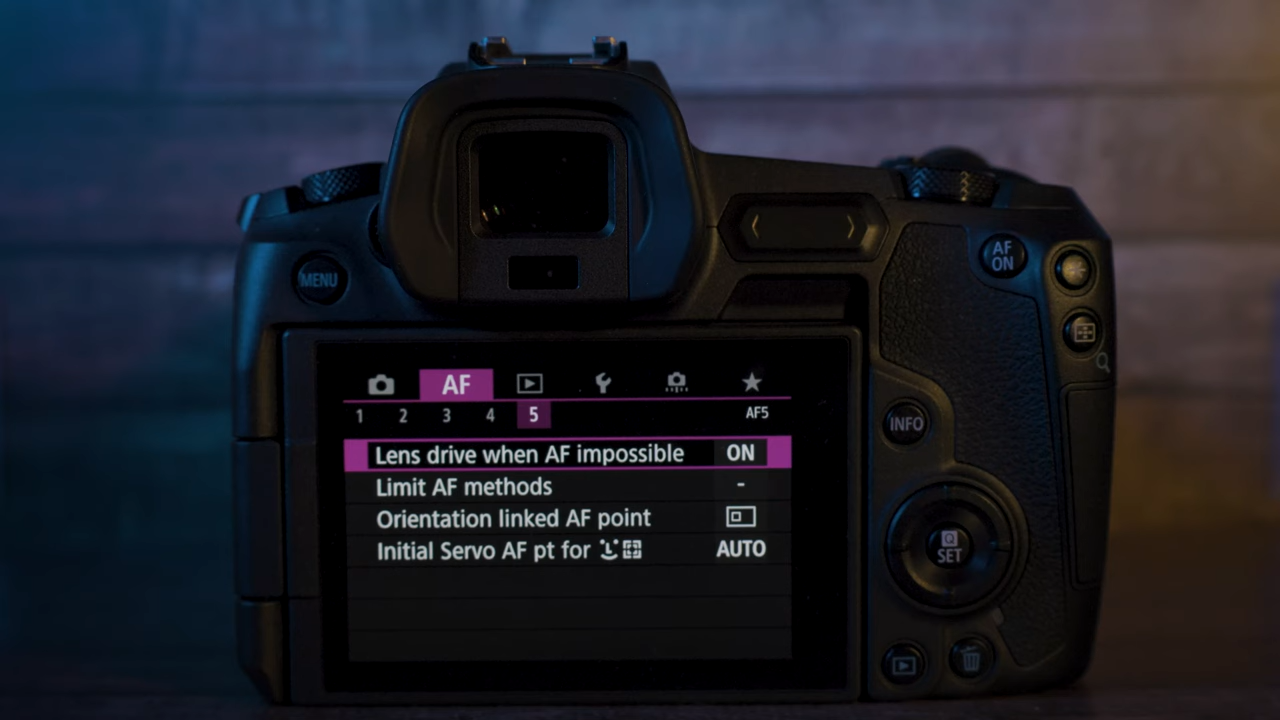 MENU
AF ON
AF
1 2 3 4 5 AF5
Lens drive when AF impossible ON
Limit AF methods -
Orientation linked AF point
Initial Servo AF pt for AUTO
INFO
Q
SET